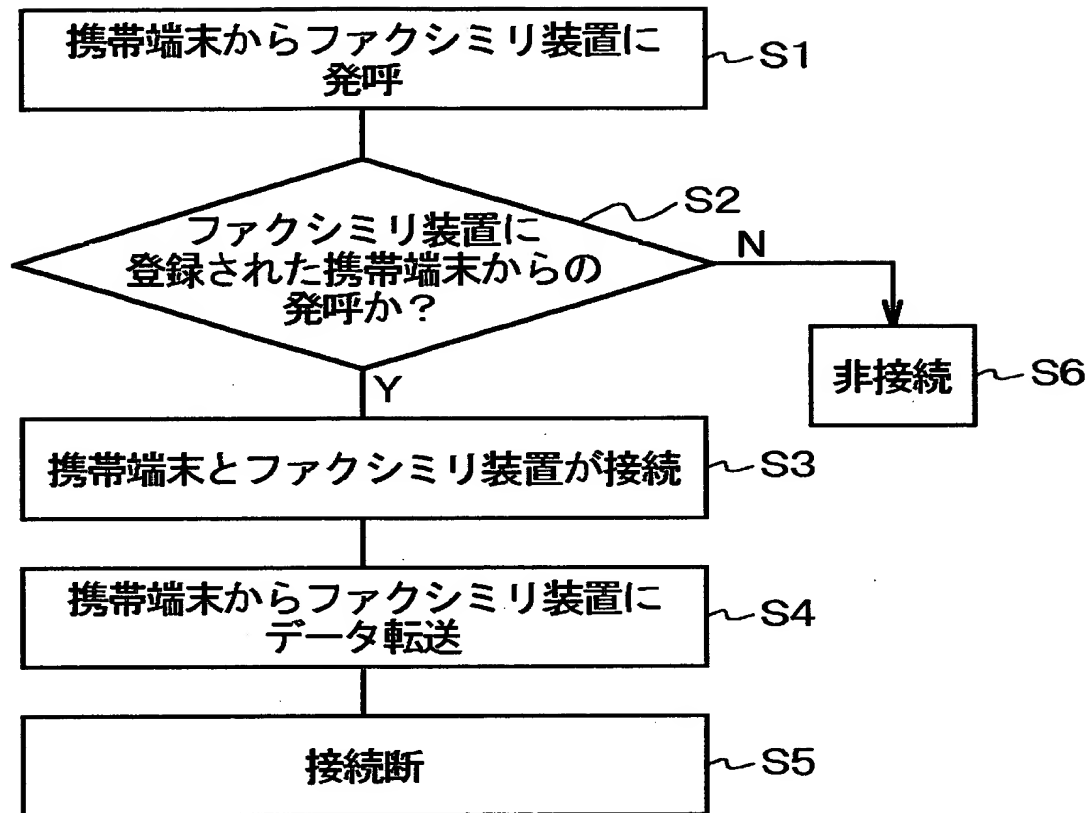 携帯端末からファクシミリ装置に
発呼
S1
ファクシミリ装置に
登録された携帯端末からの
発呼か？
S2
N
非接続
S6
Y
携帯端末とファクシミリ装置が接続
S3
携帯端末からファクシミリ装置に
データ転送
S4
接続断
S5